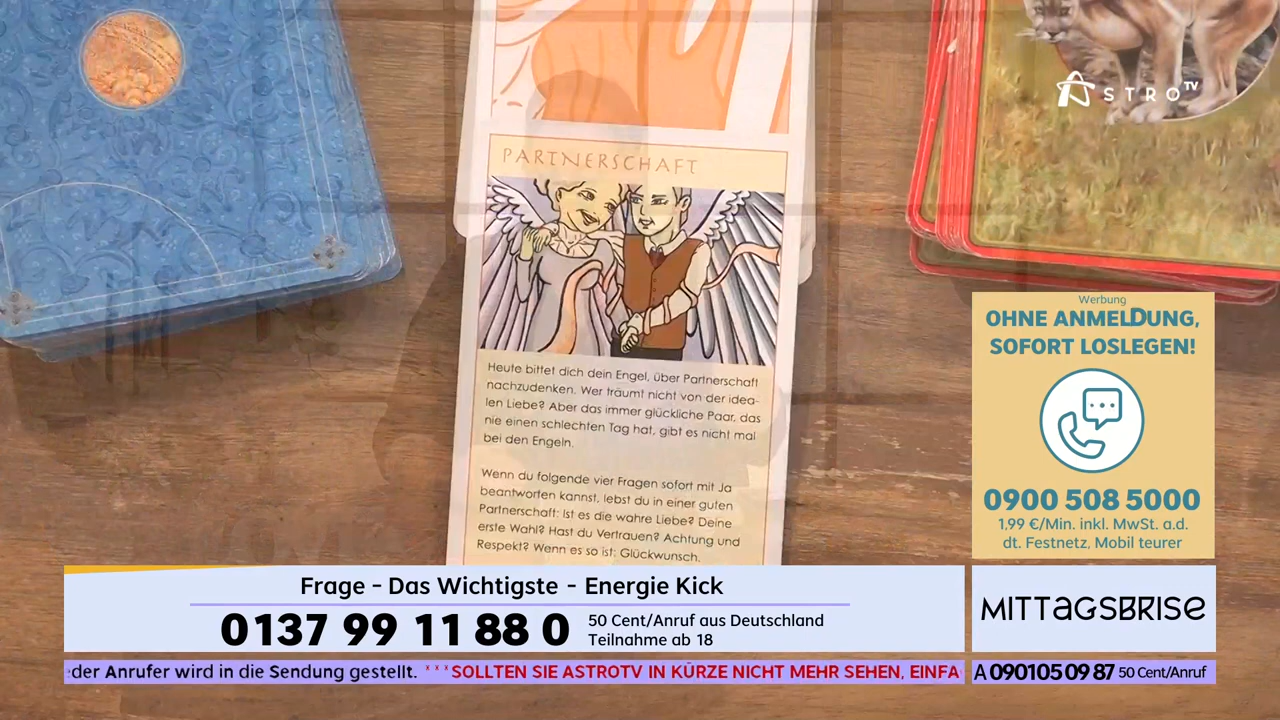 ASTRO TV
PARTNERSCHAFT
Heute bittet dich dein Engel, über Partnerschaft
nachzudenken. Wer träumt nicht von der idea-
len Liebe? Aber das immer glückliche Paar, das
nie einen schlechten Tag hat, gibt es nicht mal
bei den Engeln.
Wenn du folgende vier Fragen sofort mit Ja
beantworten kannst, lebst du in einer guten
Partnerschaft: Ist es die wahre Liebe? Deine
erste Wahl? Hast du Vertrauen? Achtung und
Respekt? Wenn es so ist: Glückwunsch.
Werbung
OHNE ANMELDUNG,
SOFORT LOSLEGEN!
0900 508 5000
1,99 €/Min. inkl. MwSt. a.d.
dt. Festnetz, Mobil teurer
Frage - Das Wichtigste - Energie Kick
0137 99 11 88 0
50 Cent/Anruf aus Deutschland
Teilnahme ab 18
MITTAGSBRISE
der Anrufer wird in die Sendung gestellt. ***SOLLTEN SIE ASTROTV IN KÜRZE NICHT MEHR SEHEN, EINFA
A 0901 05 09 87 50 Cent/Anruf